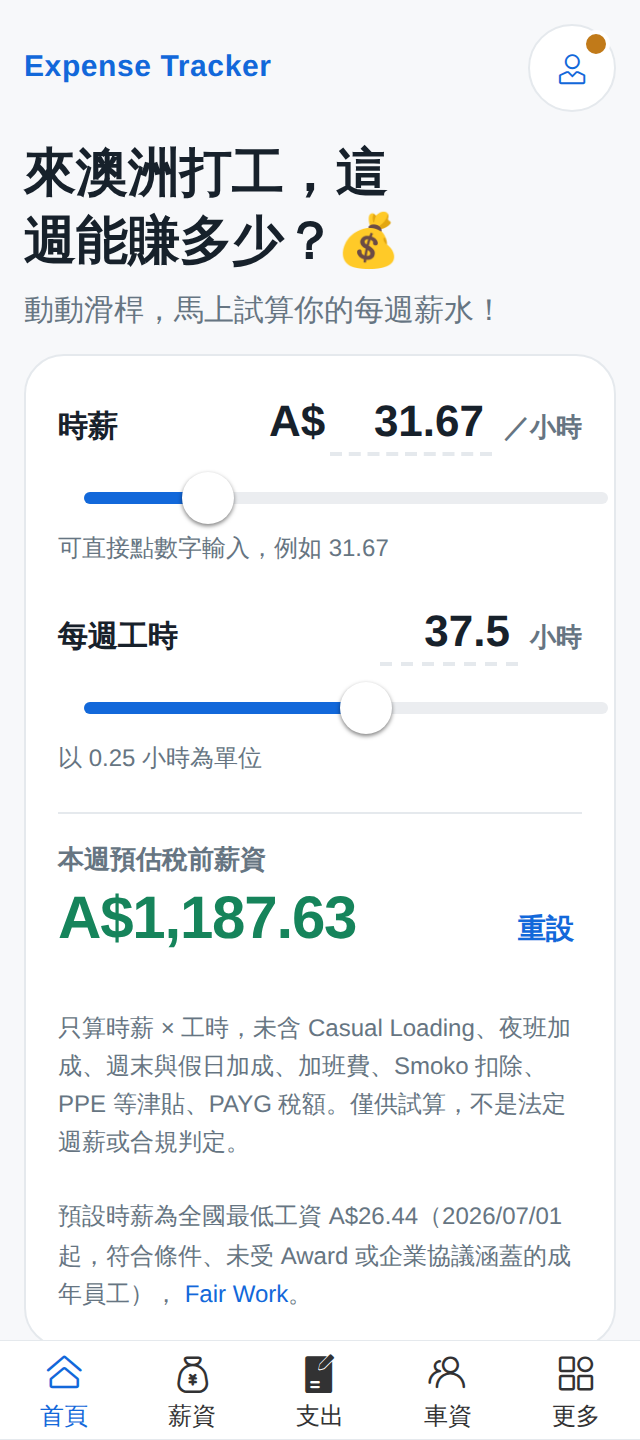 Expense Tracker
來澳洲打工，這
週能賺多少？💰
動動滑桿，馬上試算你的每週薪水！
時薪 A$ 31.67 ／小時
可直接點數字輸入，例如 31.67
每週工時 37.5 小時
以 0.25 小時為單位
本週預估稅前薪資
A$1,187.63 重設
只算時薪 × 工時，未含 Casual Loading、夜班加
成、週末與假日加成、加班費、Smoko 扣除、
PPE 等津貼、PAYG 稅額。僅供試算，不是法定
週薪或合規判定。
預設時薪為全國最低工資 A$26.44（2026/07/01
起，符合條件、未受 Award 或企業協議涵蓋的成
年員工）， Fair Work。
首頁 薪資 支出 車資 更多